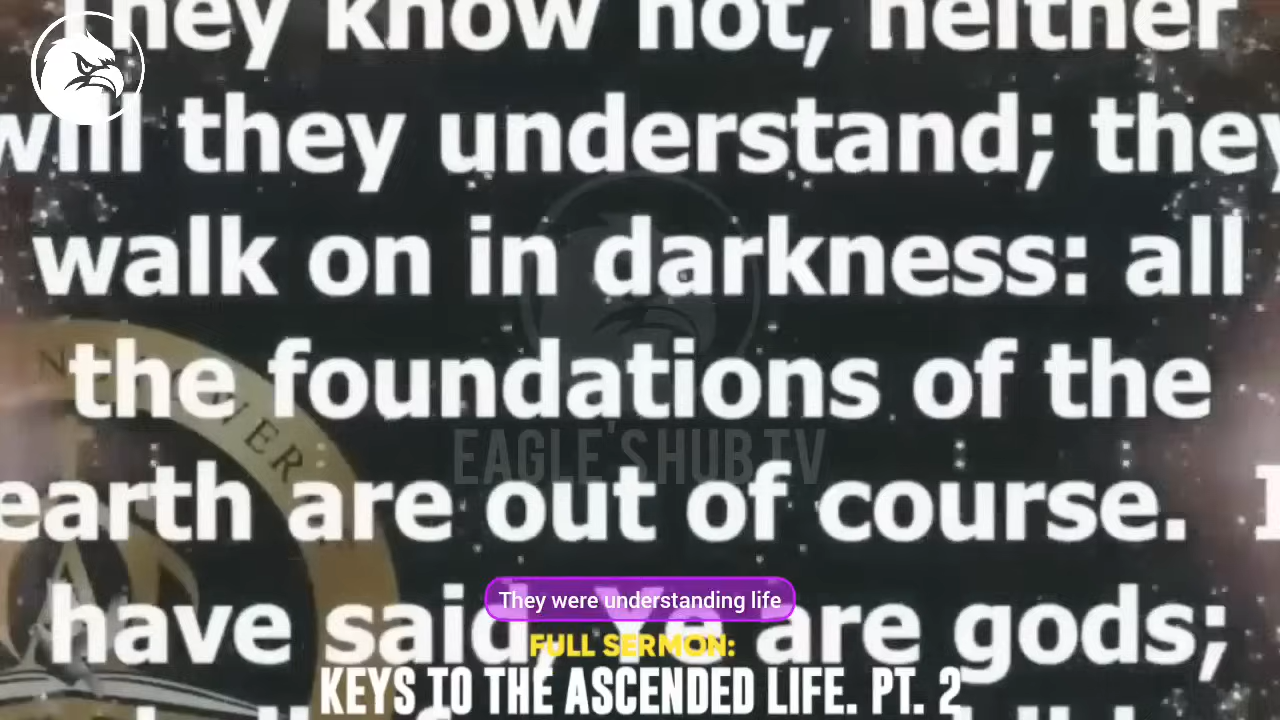 They know not, neither
will they understand; they
walk on in darkness: all
the foundations of the
earth are out of course. I
have said, Ye are gods;
EAGLE'S HUB TV
They were understanding life
FULL SERMON:
KEYS TO THE ASCENDED LIFE. PT. 2